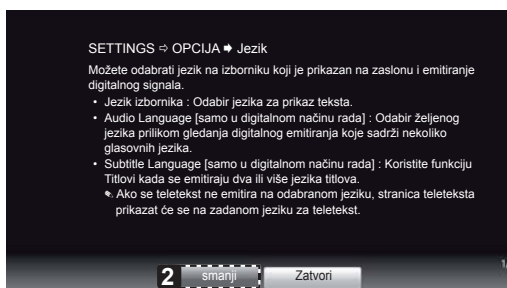 SETTINGS ⇨ OPCIJA ➧ Jezik
Možete odabrati jezik na izborniku koji je prikazan na zaslonu i emitiranje
digitalnog signala.
• Jezik izbornika : Odabir jezika za prikaz teksta.
• Audio Language [samo u digitalnom načinu rada] : Odabir željenog
jezika prilikom gledanja digitalnog emitiranja koje sadrži nekoliko
glasovnih jezika.
• Subtitle Language [samo u digitalnom načinu rada] : Koristite funkciju
Titlovi kada se emitiraju dva ili više jezika titlova.
✎ Ako se teletekst ne emitira na odabranom jeziku, stranica teleteksta
prikazat će se na zadanom jeziku za teletekst.
2 smanji Zatvori